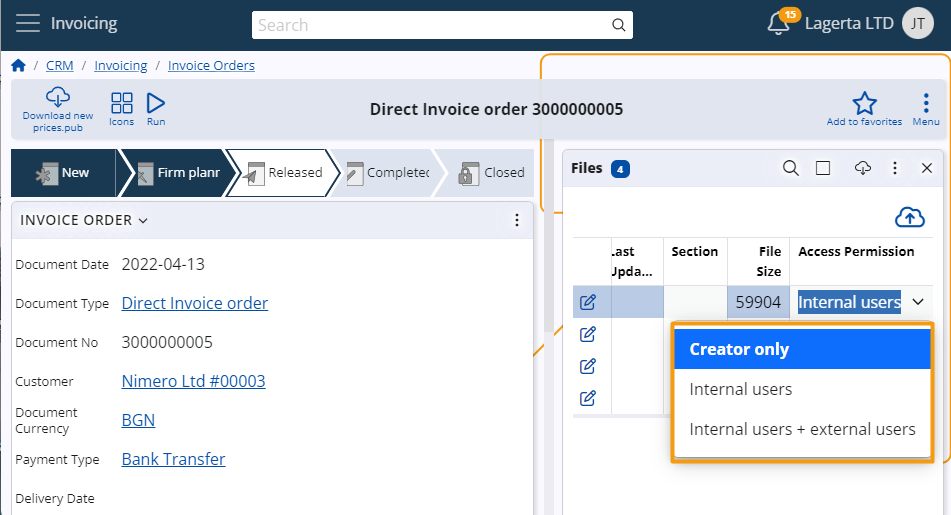 Invoicing
Search
15
Lagerta LTD
JT
/ CRM / Invoicing / Invoice Orders
Download new
prices.pub
Icons
Run
Direct Invoice order 3000000005
Add to favorites
Menu
New
Firm planr
Released
Completed
Closed
Files 4
INVOICE ORDER
Last
Upda...
Section
File
Size
Access Permission
59904
Internal users
Creator only
Internal users
Internal users + external users
Document Date 2022-04-13
Document Type Direct Invoice order
Document No 3000000005
Customer Nimero Ltd #00003
Document
Currency
BGN
Payment Type Bank Transfer
Delivery Date